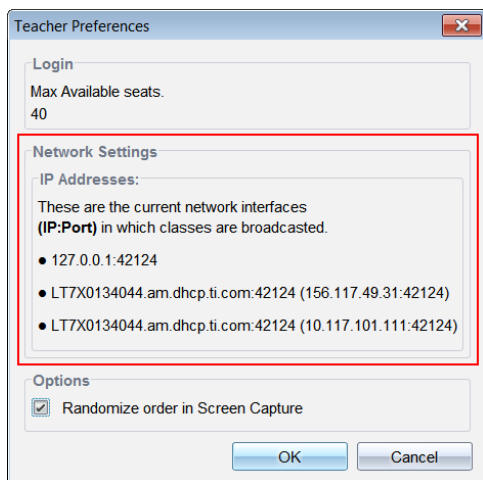 Teacher Preferences
Login
Max Available seats.
40
Network Settings
IP Addresses:
These are the current network interfaces
(IP:Port) in which classes are broadcasted.
● 127.0.0.1:42124
● LT7X0134044.am.dhcp.ti.com:42124 (156.117.49.31:42124)
● LT7X0134044.am.dhcp.ti.com:42124 (10.117.101.111:42124)
Options
Randomize order in Screen Capture
OK Cancel